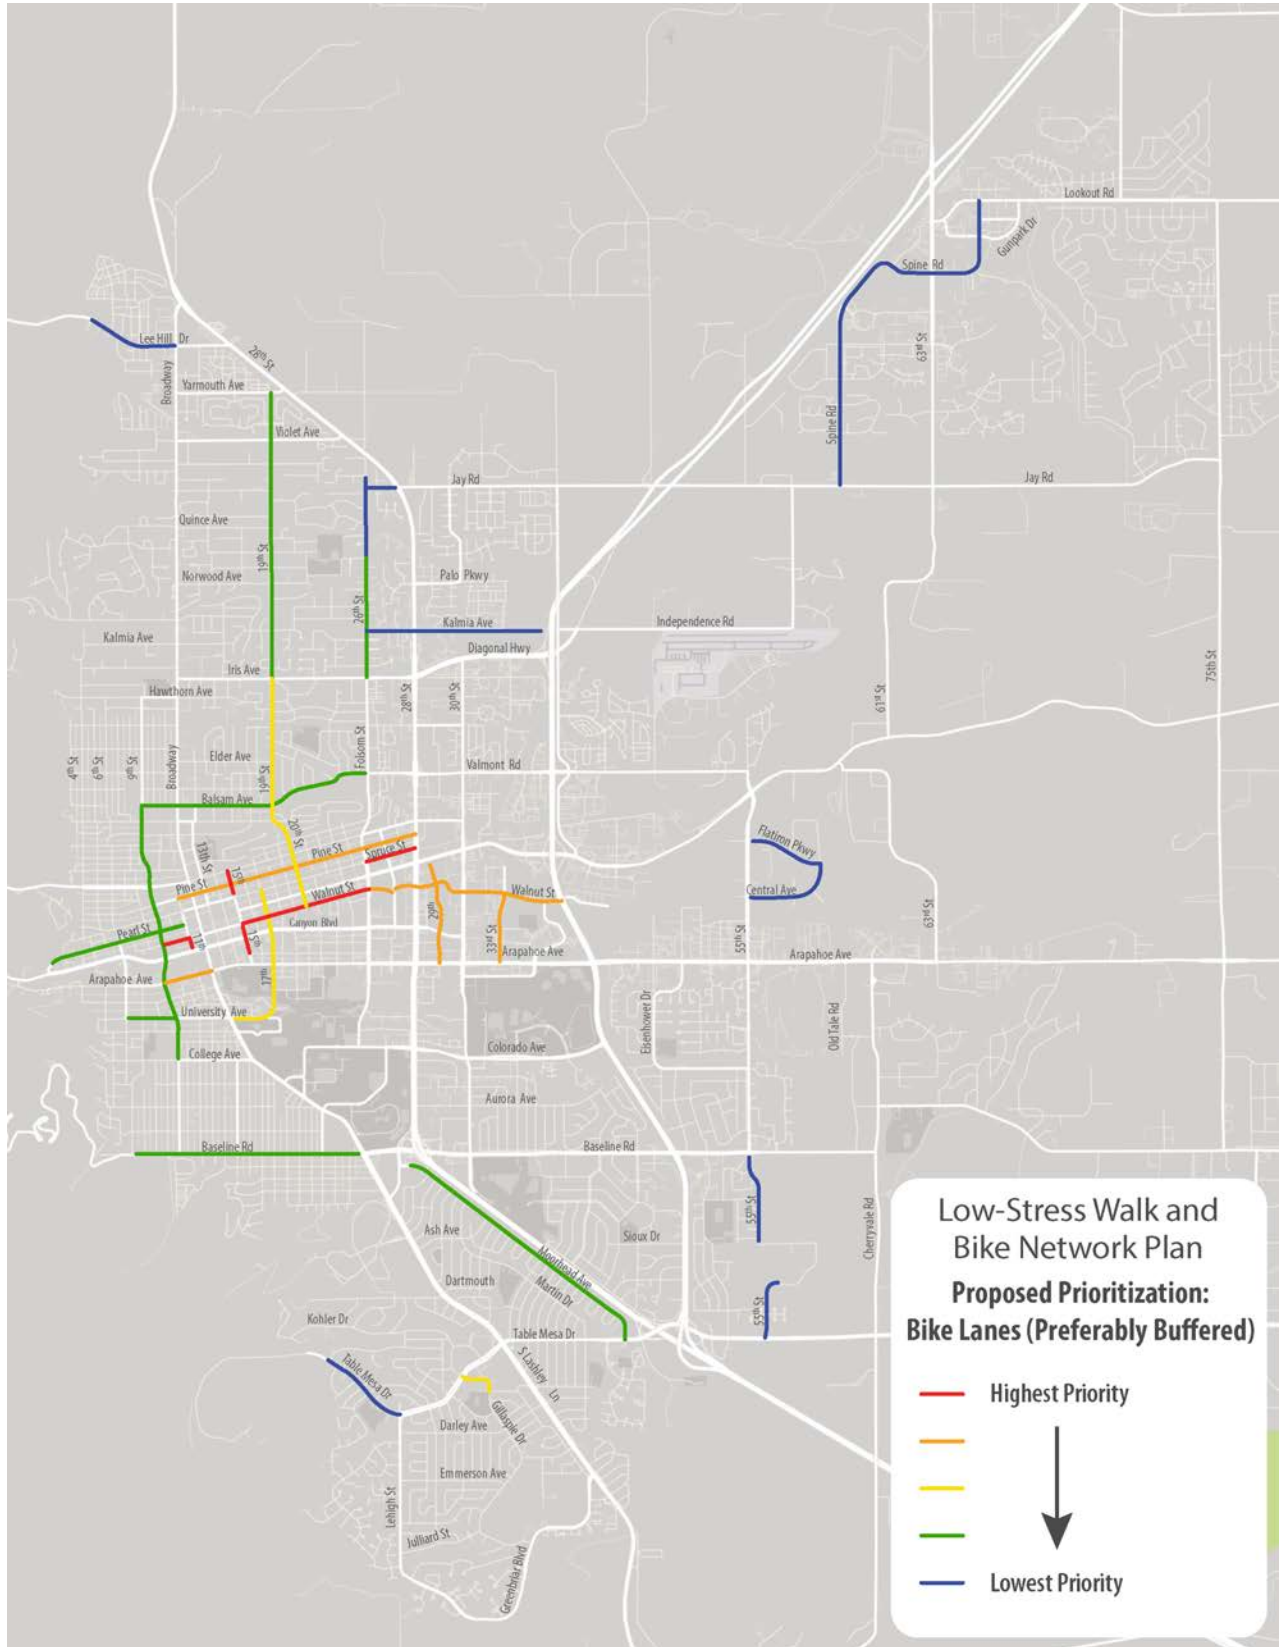 Lookout Rd
Gunpark Dr
Spine Rd
Lee Hill Dr
28th St
63rd St
Broadway
Yarmouth Ave
Spine Rd
Violet Ave
Jay Rd
Jay Rd
Quince Ave
19th St
Norwood Ave
Palo Pkwy
26th St
Kalmia Ave
Independence Rd
Kalmia Ave
Diagonal Hwy
Iris Ave
75th St
Hawthorn Ave
28th St
30th St
61st St
4th St
6th St
9th St
Broadway
Elder Ave
Folsom St
Valmont Rd
19th St
Balsam Ave
20th St
13th St
Pine St
Spruce St
Flatiron Pkwy
15th
Pine St
Walnut St
Walnut St
Central Ave
29th
Canyon Blvd
63rd St
Pearl St
11th
15th
33rd St
55th St
Arapahoe Ave
Arapahoe Ave
Arapahoe Ave
17th
University Ave
Eisenhower Dr
Old Tale Rd
College Ave
Colorado Ave
Aurora Ave
Baseline Rd
Baseline Rd
55th St
Cherryvale Rd
Ash Ave
Sioux Dr
Moorhead Ave
Martin Dr
Dartmouth
55th St
Kohler Dr
Table Mesa Dr
S Lashley Ln
Table Mesa Dr
Gillaspie Dr
Darley Ave
Emmerson Ave
Lehigh St
Julliard St
Greenbriar Blvd
Low-Stress Walk and
Bike Network Plan
Proposed Prioritization:
Bike Lanes (Preferably Buffered)
Highest Priority
Lowest Priority